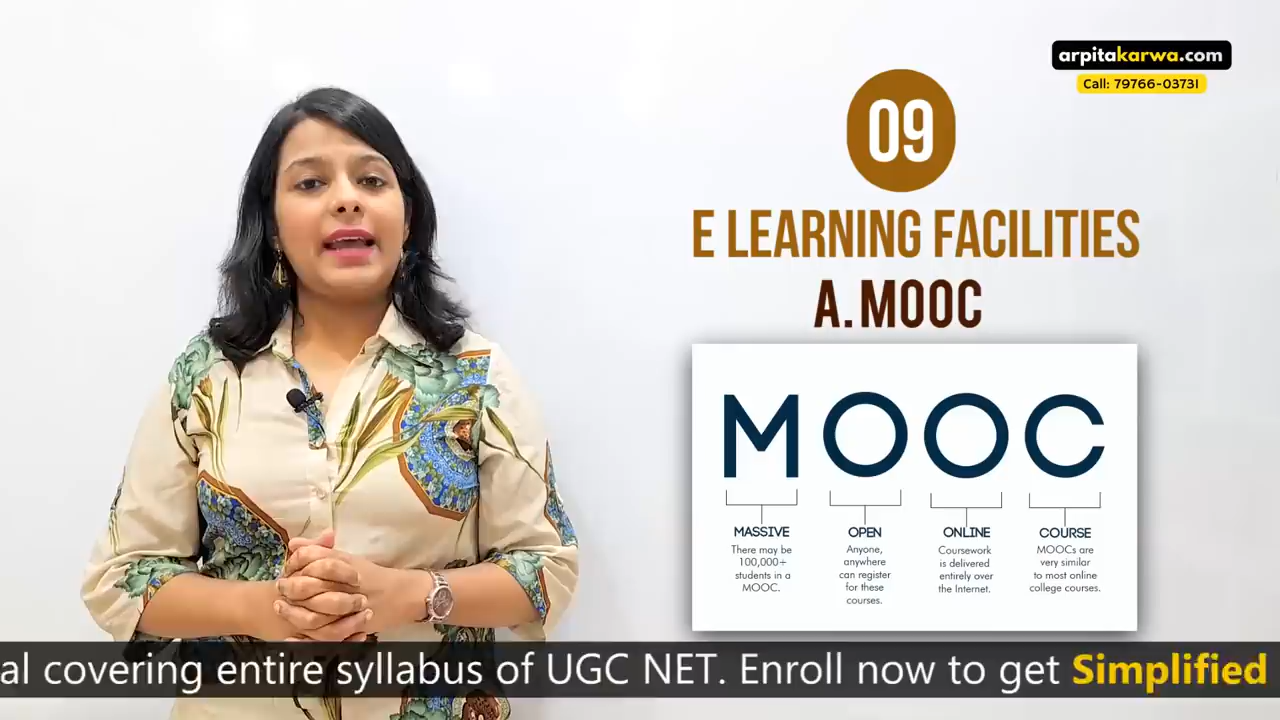 arpitakarwa.com
Call: 79766-03731
09
E LEARNING FACILITIES
A. MOOC
MOOC
MASSIVE
There may be
100,000+
students in a
MOOC.
OPEN
Anyone,
anywhere
can register
for these
courses.
ONLINE
Coursework
is delivered
entirely over
the Internet.
COURSE
MOOCs are
very similar
to most online
college courses.
al covering entire syllabus of UGC NET. Enroll now to get Simplified